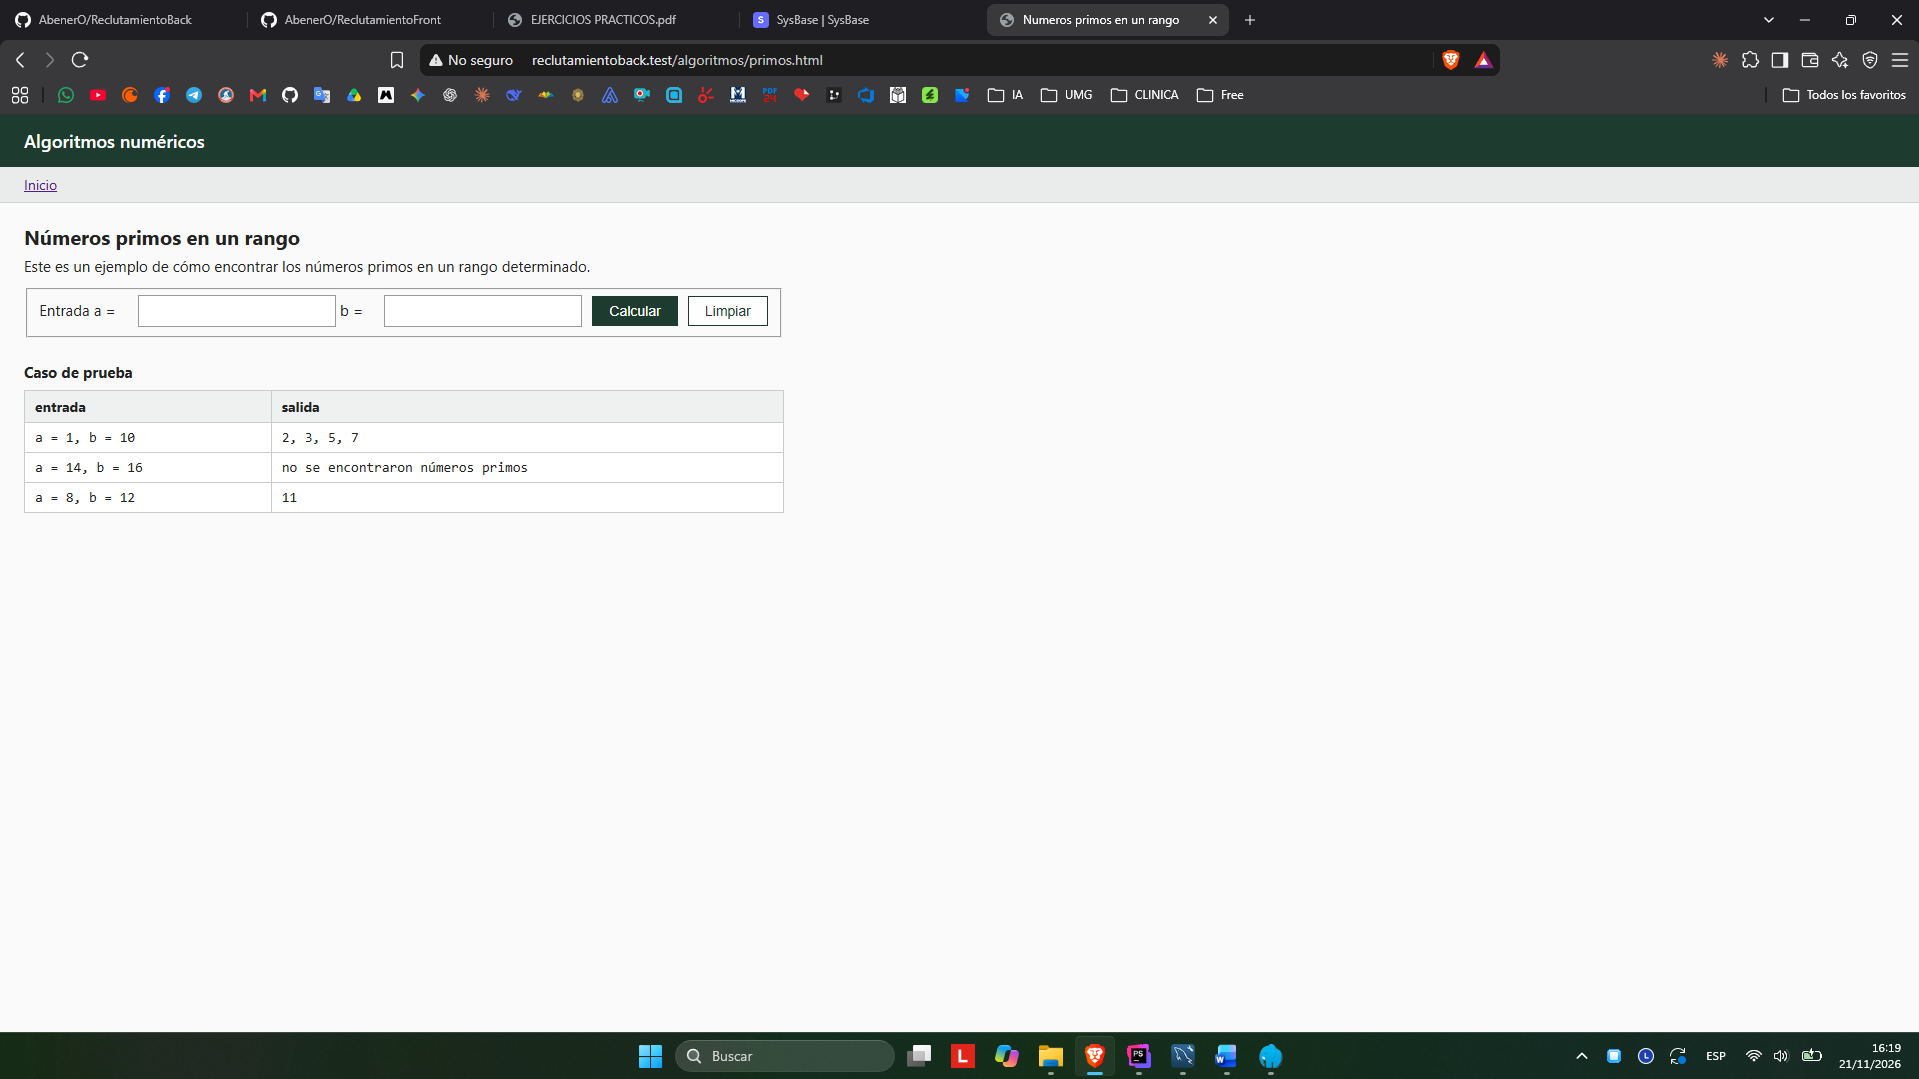 AbenerO/ReclutamientoBack
AbenerO/ReclutamientoFront
EJERCICIOS PRACTICOS.pdf
S SysBase | SysBase
Numeros primos en un rango
No seguro reclutamientoback.test/algoritmos/primos.html
IA
UMG
CLINICA
Free
Todos los favoritos
Algoritmos numéricos
Inicio
Números primos en un rango
Este es un ejemplo de cómo encontrar los números primos en un rango determinado.
Entrada a = b = Calcular Limpiar
Caso de prueba
entrada salida
a = 1, b = 10 2, 3, 5, 7
a = 14, b = 16 no se encontraron números primos
a = 8, b = 12 11
Buscar
L
PS
W
L
ESP
16:19
21/11/2026